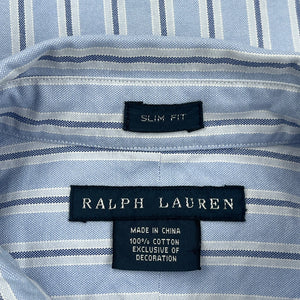 SLIM FIT
RALPH LAUREN
MADE IN CHINA
100% COTTON
EXCLUSIVE OF
DECORATION